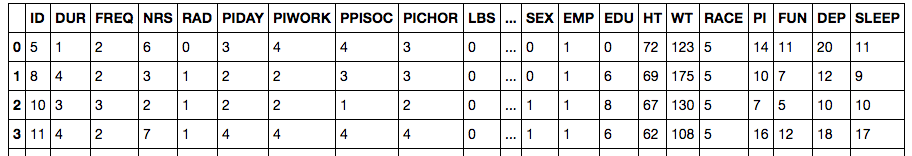 ID DUR FREQ NRS RAD PIDAY PIWORK PPISOC PICHOR LBS ... SEX EMP EDU HT WT RACE PI FUN DEP SLEEP
0 5 1 2 6 0 3 4 4 3 0 ... 0 1 0 72 123 5 14 11 20 11
1 8 4 2 3 1 2 2 3 3 0 ... 0 1 6 69 175 5 10 7 12 9
2 10 3 3 2 1 2 2 1 2 0 ... 1 1 8 67 130 5 7 5 10 10
3 11 4 2 7 1 4 4 4 4 0 ... 1 1 6 62 108 5 16 12 18 17